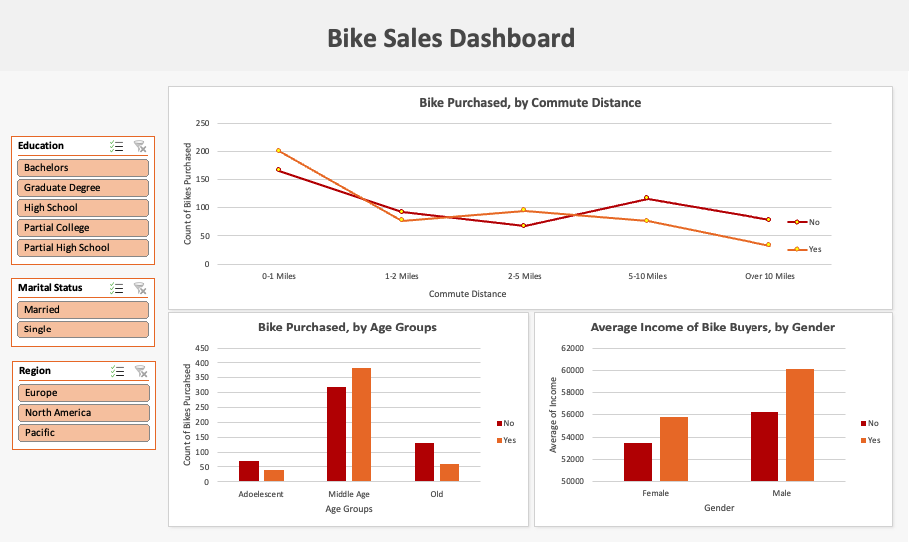 Bike Sales Dashboard
Education
Bachelors
Graduate Degree
High School
Partial College
Partial High School
Marital Status
Married
Single
Region
Europe
North America
Pacific
Bike Purchased, by Commute Distance
Count of Bikes Purchased
250
200
150
100
50
0
0-1 Miles 1-2 Miles 2-5 Miles 5-10 Miles Over 10 Miles
Commute Distance
No
Yes
Bike Purchased, by Age Groups
Count of Bikes Purcahsed
450
400
350
300
250
200
150
100
50
0
Adoelescent Middle Age Old
Age Groups
No
Yes
Average Income of Bike Buyers, by Gender
Average of Income
62000
60000
58000
56000
54000
52000
50000
Female Male
Gender
No
Yes